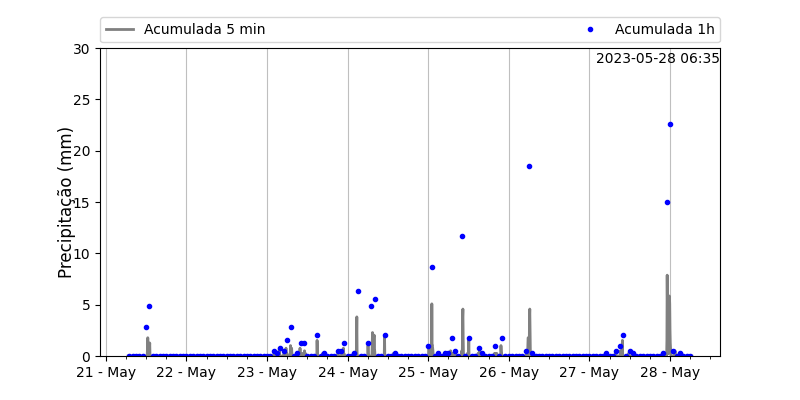 Acumulada 5 min
Acumulada 1h
2023-05-28 06:35
Precipitação (mm)
30
25
20
15
10
5
0
21 - May 22 - May 23 - May 24 - May 25 - May 26 - May 27 - May 28 - May